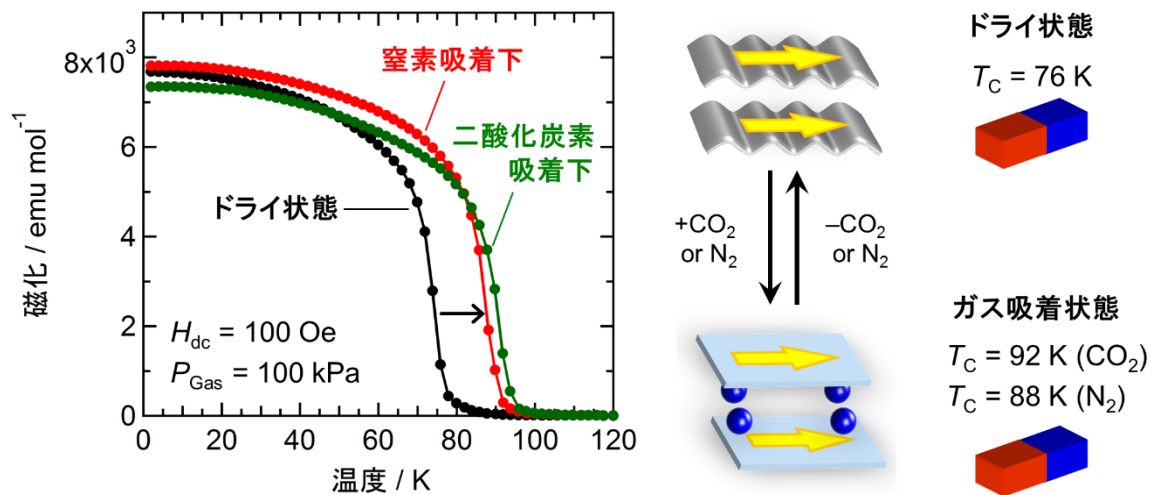 8x10³
6
4
2
0
磁化 / emu mol⁻¹
窒素吸着下
二酸化炭素
吸着下
ドライ状態
H_dc = 100 Oe
P_Gas = 100 kPa
0
20
40
60
80
100
120
温度 / K
+CO₂
or N₂
–CO₂
or N₂
ドライ状態
T_C = 76 K
ガス吸着状態
T_C = 92 K (CO₂)
T_C = 88 K (N₂)